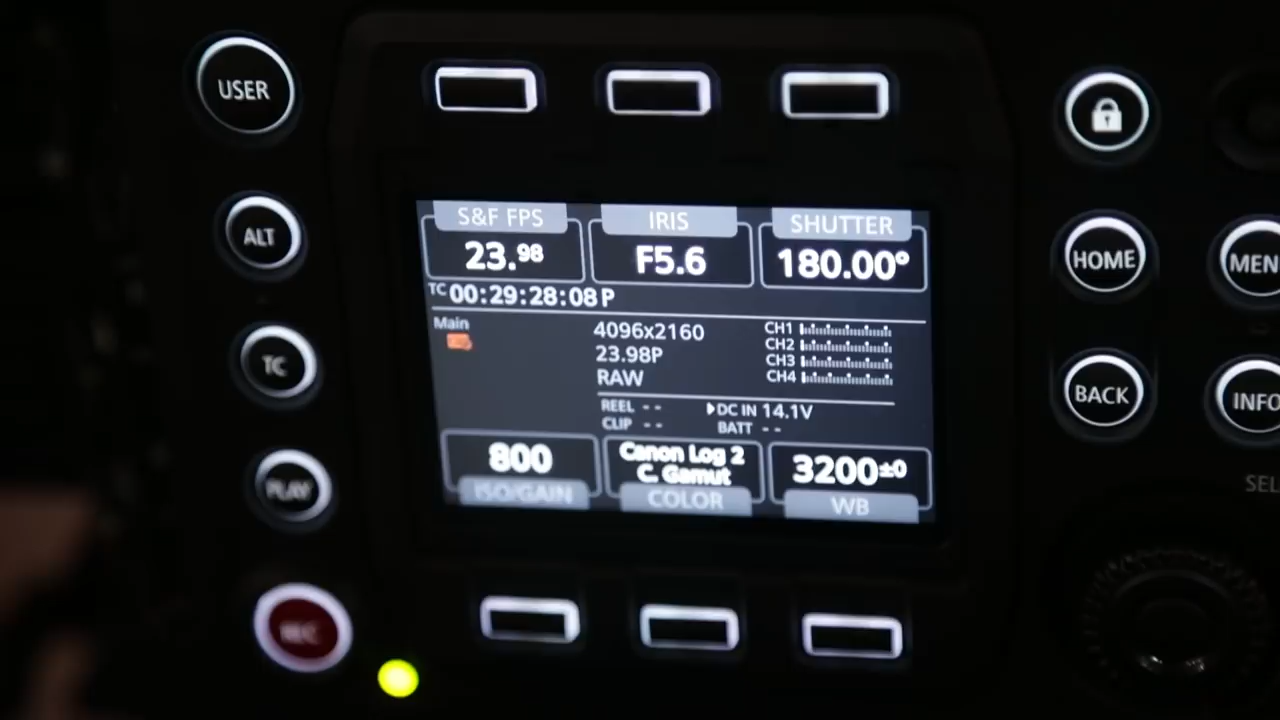 USER
ALT
TC
PLAY
REC
S&F FPS IRIS SHUTTER
23.98 F5.6 180.00°
TC 00:29:28:08 P
Main
4096x2160
23.98P
RAW
CH1
CH2
CH3
CH4
REEL -- DC IN 14.1V
CLIP -- BATT --
800 Canon Log 2 3200±0
C. Gamut
ISO/GAIN COLOR WB
HOME MEN
BACK INFO
SEL